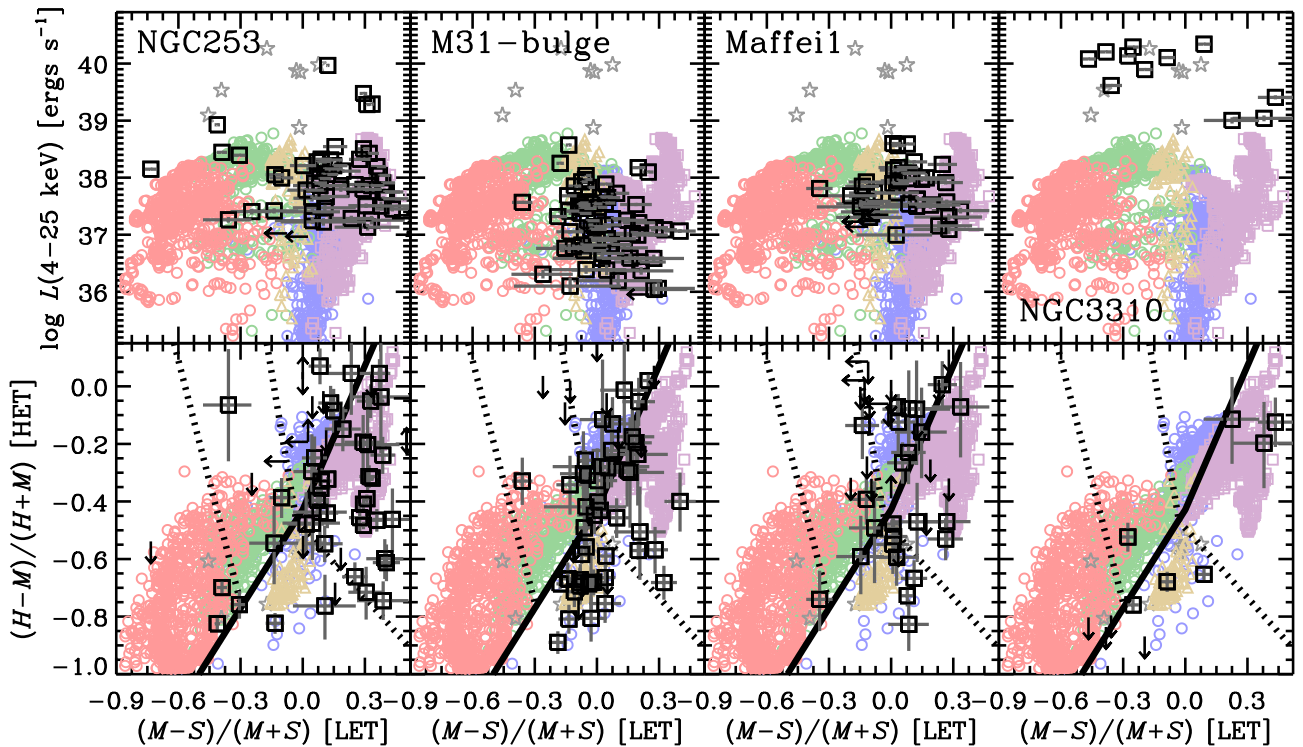 NGC253 M31−bulge Maffei1 NGC3310
log L(4−25 keV) [ergs s⁻¹]
40
39
38
37
36
(H−M)/(H+M) [HET]
0.0
−0.2
−0.4
−0.6
−0.8
−1.0
−0.9 −0.6 −0.3 0.0 0.3 −0.9 −0.6 −0.3 0.0 0.3 −0.9 −0.6 −0.3 0.0 0.3 −0.9 −0.6 −0.3 0.0 0.3
(M−S)/(M+S) [LET] (M−S)/(M+S) [LET] (M−S)/(M+S) [LET] (M−S)/(M+S) [LET]